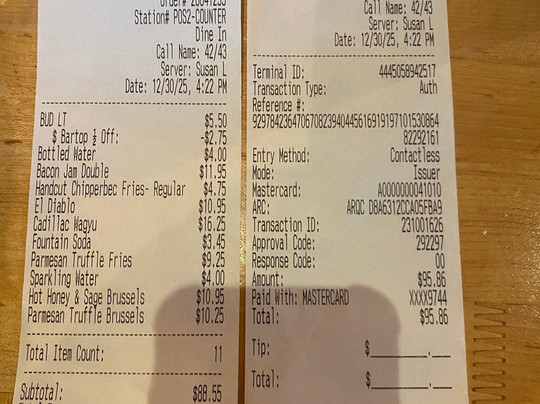 Order# 20041255
Station# POS2-COUNTER
Dine In
Call Name: 42/43
Server: Susan L
Date: 12/30/25, 4:22 PM
BUD LT $5.50
$ Bartop ½ Off: -$2.75
Bottled Water $4.00
Bacon Jam Double $11.95
Handcut Chipperbec Fries- Regular $4.75
El Diablo $10.95
Cadillac Wagyu $16.25
Fountain Soda $3.45
Parmesan Truffle Fries $9.25
Sparkling Water $4.00
Hot Honey & Sage Brussels $10.95
Parmesan Truffle Brussels $10.25
Total Item Count: 11
Subtotal: $88.55
Call Name: 42/43
Server: Susan L
Date: 12/30/25, 4:22 PM
Terminal ID: 4445058942517
Transaction Type: Auth
Reference #:
929784236470670823940445616919197101530864
82292161
Entry Method: Contactless
Mode: Issuer
Mastercard: A0000000041010
ARC: ARQC D8A6312CCA05FBA9
Transaction ID: 231001626
Approval Code: 292297
Response Code: 00
Amount: $95.86
Paid With: MASTERCARD XXXX9744
Total: $95.86
Tip: $______.___
Total: $______.___